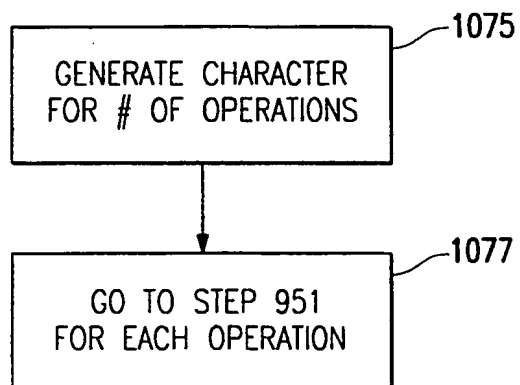 1075
GENERATE CHARACTER
FOR # OF OPERATIONS
1077
GO TO STEP 951
FOR EACH OPERATION